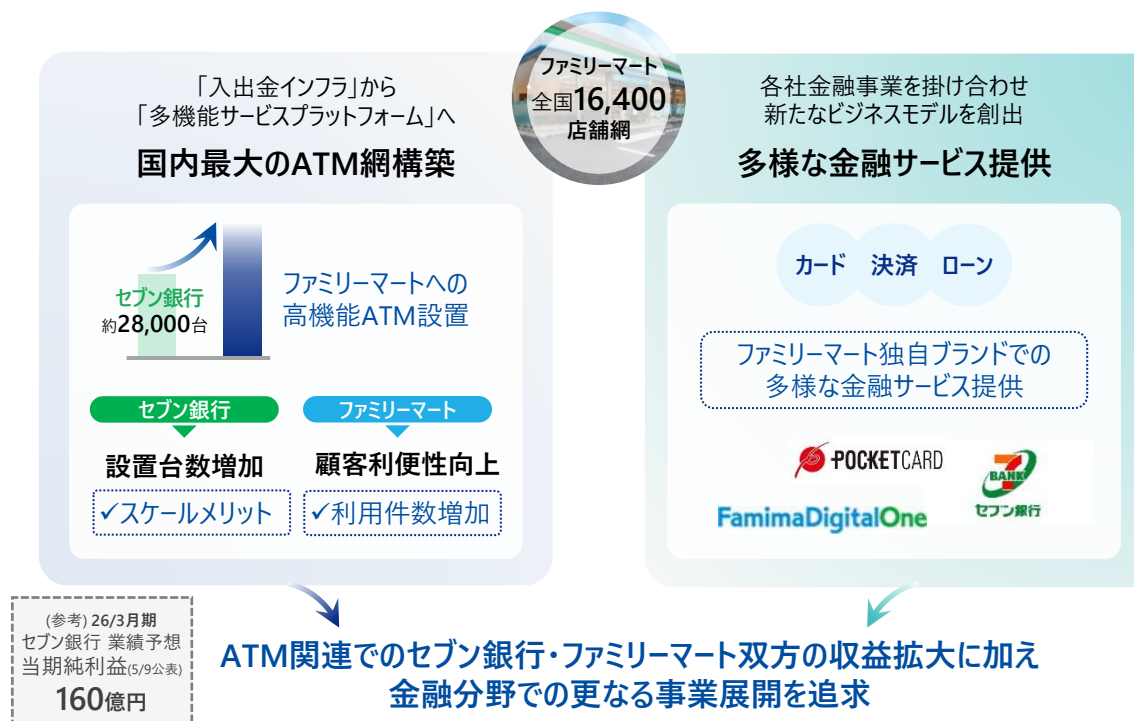 ファミリーマート
全国16,400
店舗網
「入出金インフラ」から
「多機能サービスプラットフォーム」へ
国内最大のATM網構築
セブン銀行
約28,000台
ファミリーマートへの
高機能ATM設置
セブン銀行
設置台数増加
✓スケールメリット
ファミリーマート
顧客利便性向上
✓利用件数増加
各社金融事業を掛け合わせ
新たなビジネスモデルを創出
多様な金融サービス提供
カード 決済 ローン
ファミリーマート独自ブランドでの
多様な金融サービス提供
POCKETCARD
FamimaDigitalOne
7
BANK
セブン銀行
(参考) 26/3月期
セブン銀行 業績予想
当期純利益(5/9公表)
160億円
ATM関連でのセブン銀行・ファミリーマート双方の収益拡大に加え
金融分野での更なる事業展開を追求